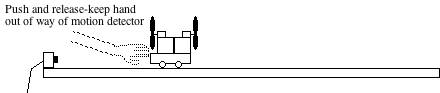 Push and release-keep hand
out of way of motion detector